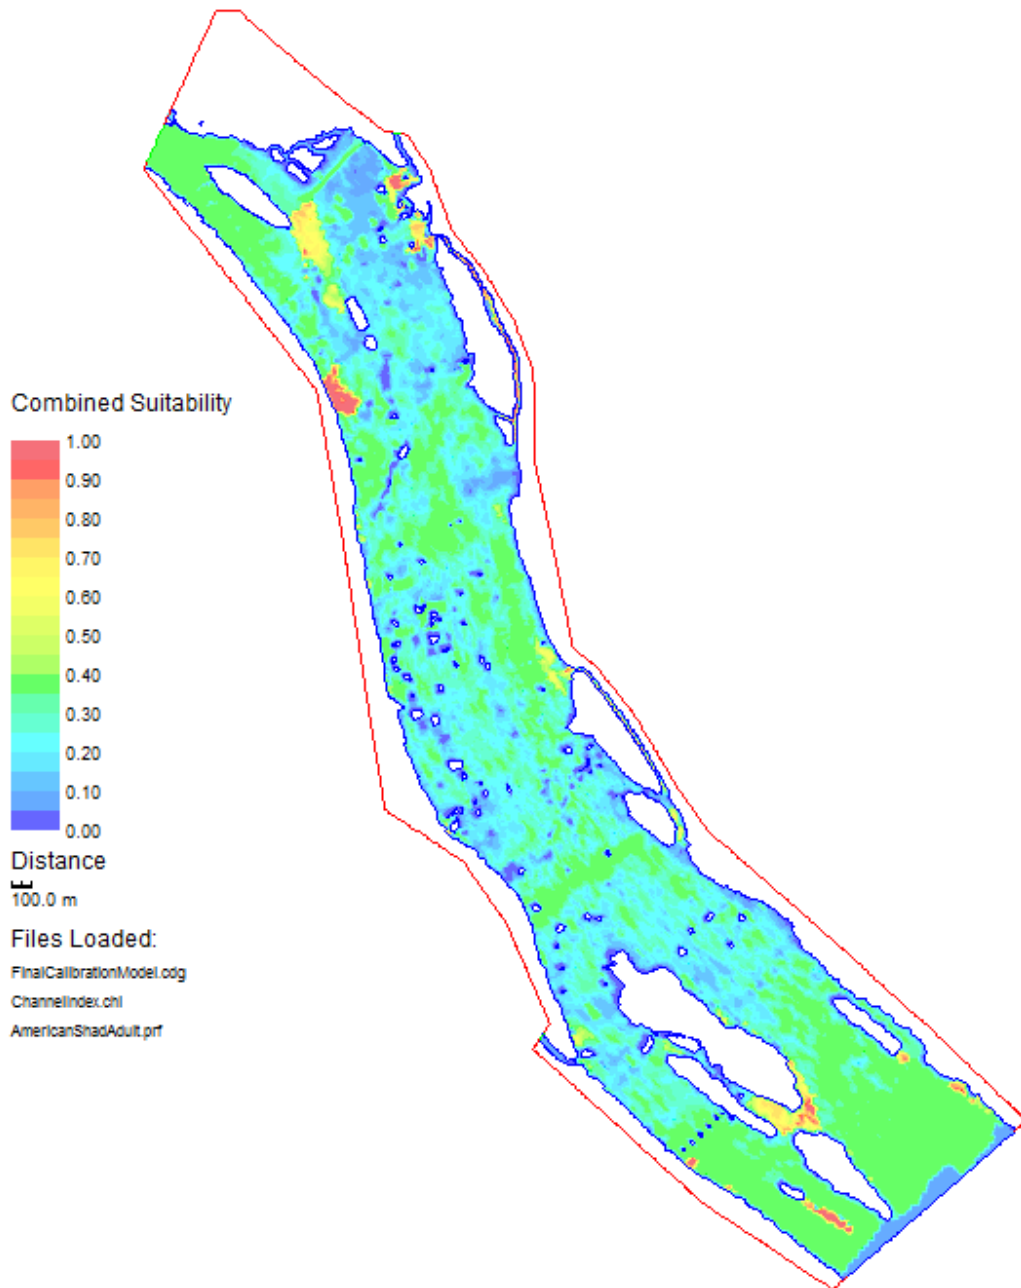 Combined Suitability
1.00
0.90
0.80
0.70
0.60
0.50
0.40
0.30
0.20
0.10
0.00
Distance
100.0 m
Files Loaded:
FinalCalibrationModel.cdg
ChannelIndex.chi
AmericanShadAdult.prf